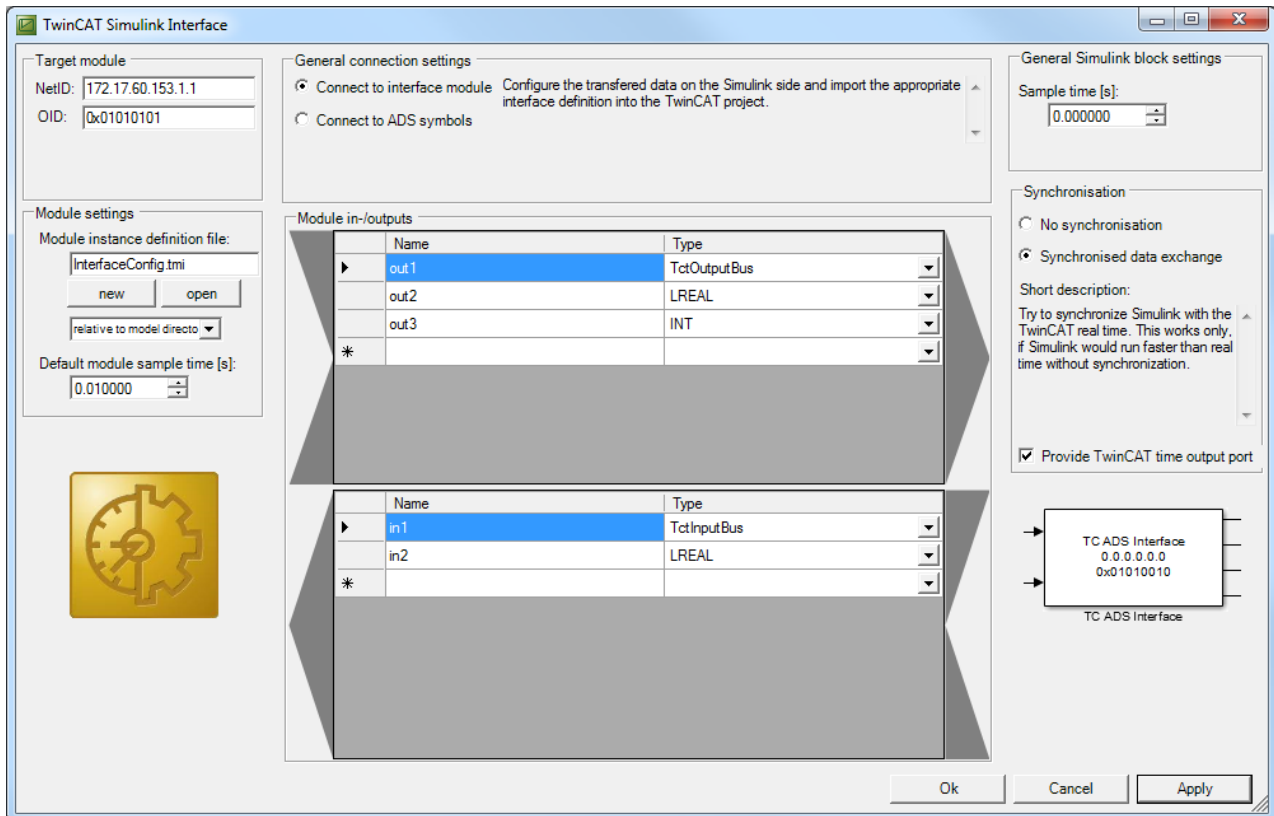 TwinCAT Simulink Interface
Target module
NetID: 172.17.60.153.1.1
OID: 0x01010101
General connection settings
Connect to interface module
Connect to ADS symbols
Configure the transfered data on the Simulink side and import the appropriate
interface definition into the TwinCAT project.
General Simulink block settings
Sample time [s]:
0.000000
Module settings
Module instance definition file:
InterfaceConfig.tmi
new open
relative to model directo
Default module sample time [s]:
0.010000
Module in-/outputs
Name Type
out1 TctOutputBus
out2 LREAL
out3 INT
Name Type
in1 TctInputBus
in2 LREAL
Synchronisation
No synchronisation
Synchronised data exchange
Short description:
Try to synchronize Simulink with the
TwinCAT real time. This works only,
if Simulink would run faster than real
time without synchronization.
Provide TwinCAT time output port
TC ADS Interface
0.0.0.0.0.0
0x01010010
TC ADS Interface
Ok Cancel Apply